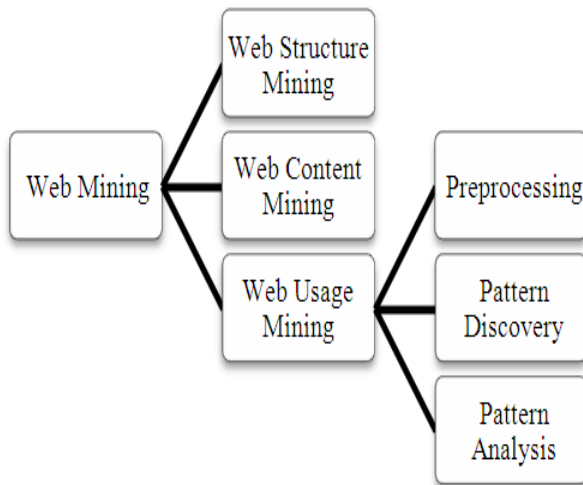 Web Structure
Mining
Web Mining
Web Content
Mining
Preprocessing
Web Usage
Mining
Pattern
Discovery
Pattern
Analysis